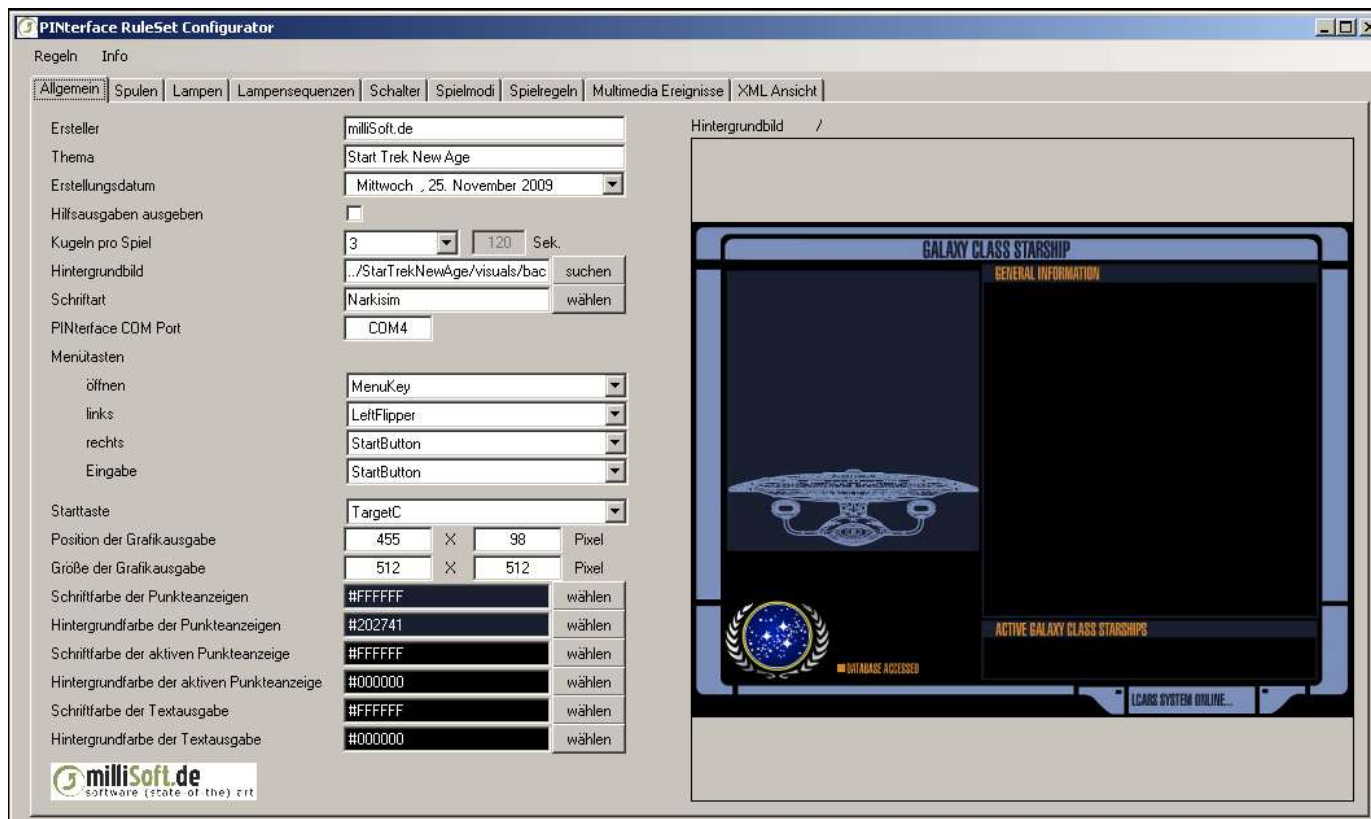 PINterface RuleSet Configurator
Regeln Info
Allgemein Spulen Lampen Lampensequenzen Schalter Spielmodi Spielregeln Multimedia Ereignisse XML Ansicht
Ersteller milliSoft.de
Thema Start Trek New Age
Erstellungsdatum Mittwoch , 25. November 2009
Hilfsausgaben ausgeben
Kugeln pro Spiel 3 120 Sek.
Hintergrundbild ../StarTrekNewAge/visuals/bac suchen
Schriftart Narkisim wählen
PINterface COM Port COM4
Menütasten
öffnen MenuKey
links LeftFlipper
rechts StartButton
Eingabe StartButton
Starttaste TargetC
Position der Grafikausgabe 455 X 98 Pixel
Größe der Grafikausgabe 512 X 512 Pixel
Schriftfarbe der Punkteanzeigen #FFFFFF wählen
Hintergrundfarbe der Punkteanzeigen #202741 wählen
Schriftfarbe der aktiven Punkteanzeige #FFFFFF wählen
Hintergrundfarbe der aktiven Punkteanzeige #000000 wählen
Schriftfarbe der Textausgabe #FFFFFF wählen
Hintergrundfarbe der Textausgabe #000000 wählen
milliSoft.de
software (state of the) art
Hintergrundbild /
GALAXY CLASS STARSHIP
GENERAL INFORMATION
ACTIVE GALAXY CLASS STARSHIPS
DATABASE ACCESSED
LCARS SYSTEM ONLINE...